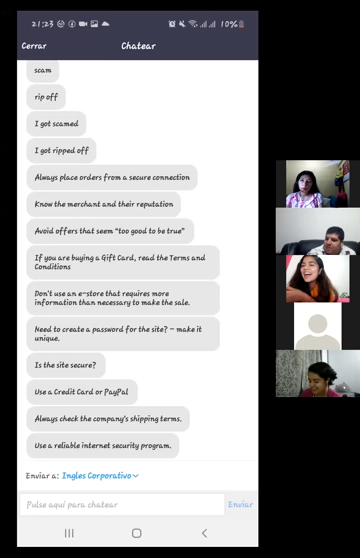 21:23
10%
Cerrar
Chatear
scam
rip off
I got scamed
I got ripped off
Always place orders from a secure connection
Know the merchant and their reputation
Avoid offers that seem “too good to be true”
If you are buying a Gift Card, read the Terms and
Conditions
Don't use an e-store that requires more
information than necessary to make the sale.
Need to create a password for the site? – make it
unique.
Is the site secure?
Use a Credit Card or PayPal
Always check the company's shipping terms.
Use a reliable internet security program.
Enviar a: Ingles Corporativo
Pulse aquí para chatear
Enviar